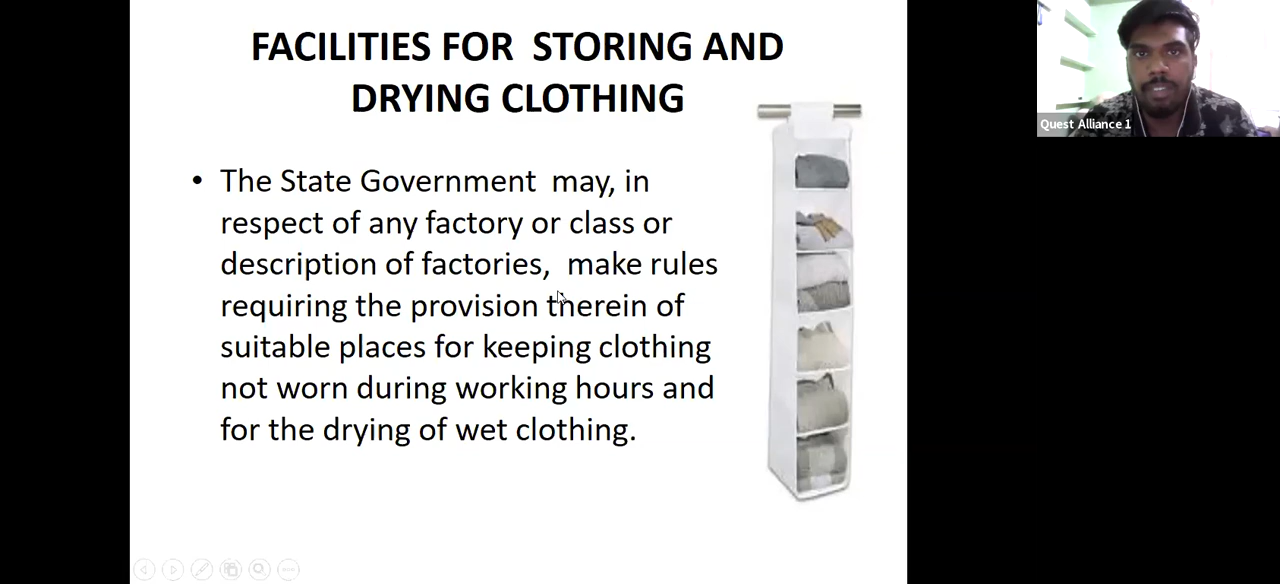 FACILITIES FOR  STORING AND
DRYING CLOTHING
• The State Government  may, in
respect of any factory or class or
description of factories,  make rules
requiring the provision therein of
suitable places for keeping clothing
not worn during working hours and
for the drying of wet clothing.
Quest Alliance 1